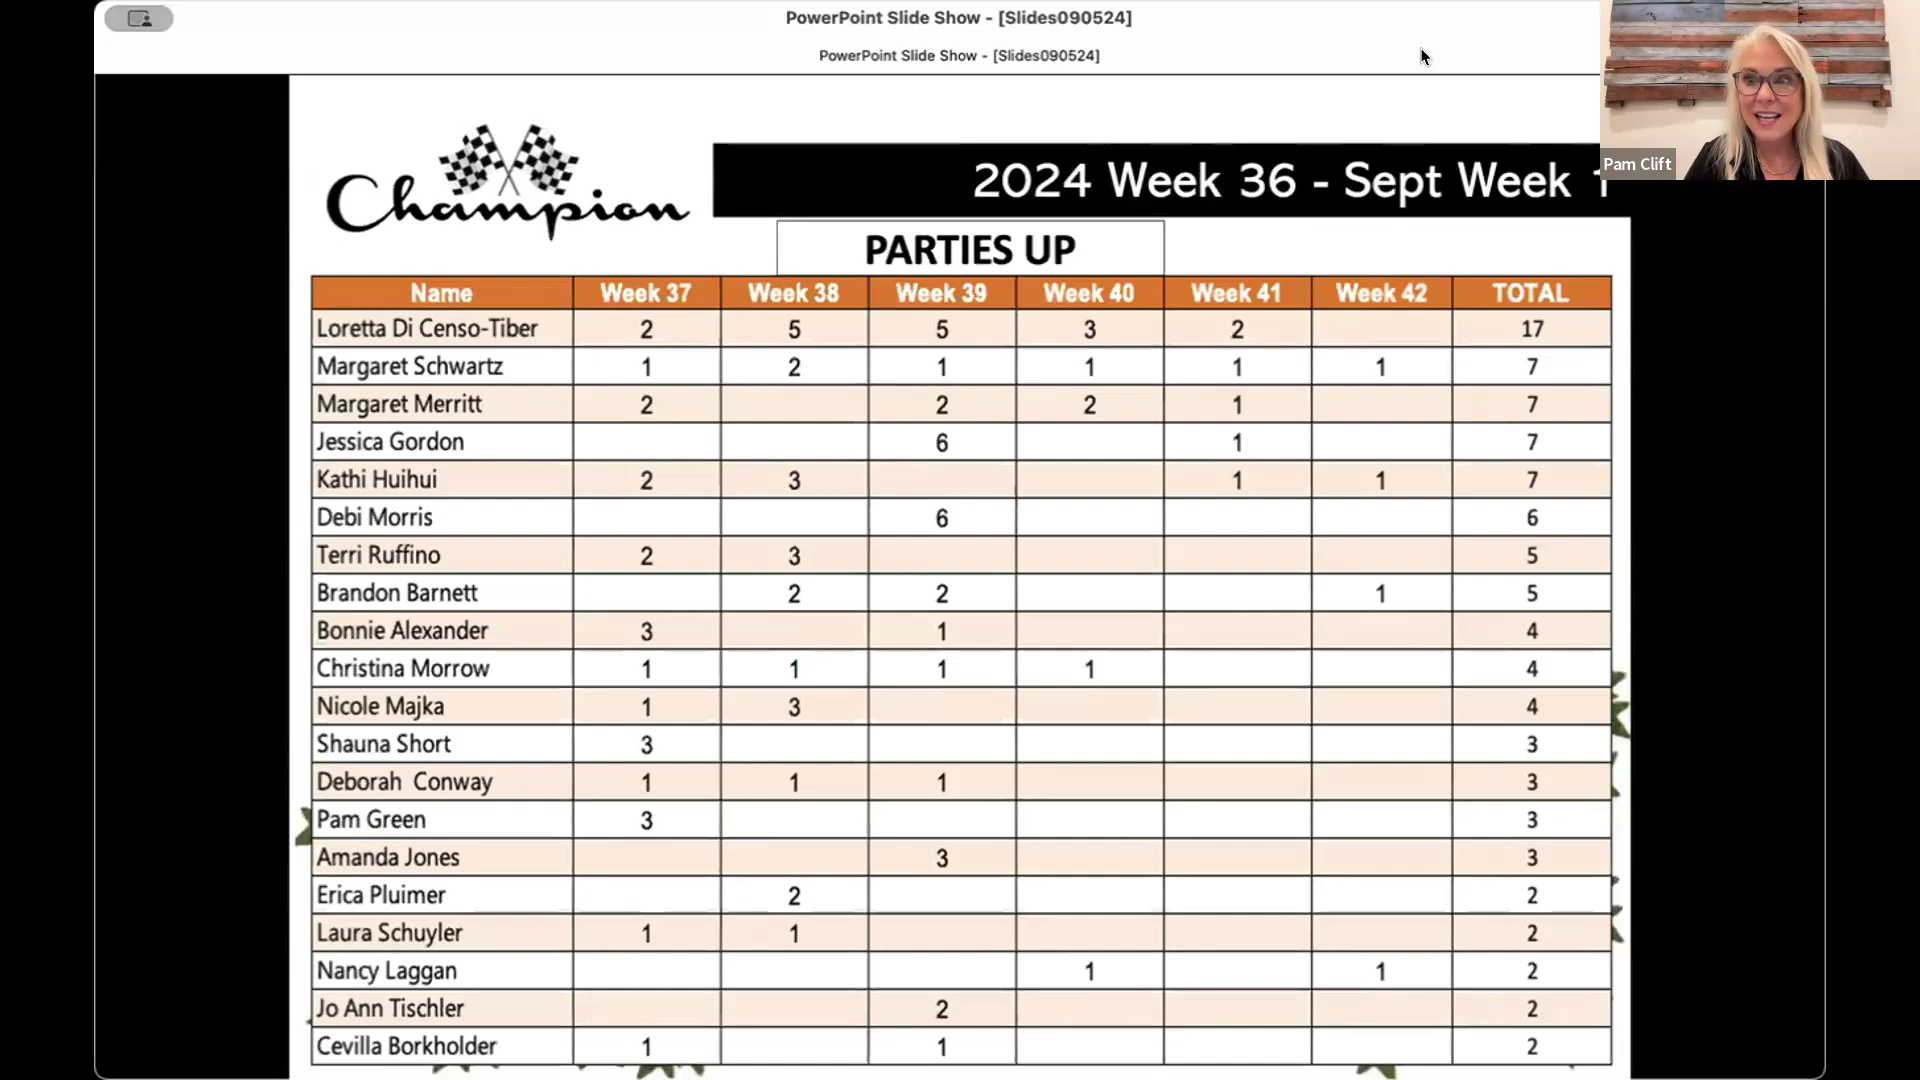 PowerPoint Slide Show - [Slides090524]
PowerPoint Slide Show - [Slides090524]
Pam Clift
Champion
2024 Week 36 - Sept Week 1
PARTIES UP
Name Week 37 Week 38 Week 39 Week 40 Week 41 Week 42 TOTAL
Loretta Di Censo-Tiber 2 5 5 3 2 17
Margaret Schwartz 1 2 1 1 1 1 7
Margaret Merritt 2 2 2 1 7
Jessica Gordon 6 1 7
Kathi Huihui 2 3 1 1 7
Debi Morris 6 6
Terri Ruffino 2 3 5
Brandon Barnett 2 2 1 5
Bonnie Alexander 3 1 4
Christina Morrow 1 1 1 1 4
Nicole Majka 1 3 4
Shauna Short 3 3
Deborah Conway 1 1 1 3
Pam Green 3 3
Amanda Jones 3 3
Erica Pluimer 2 2
Laura Schuyler 1 1 2
Nancy Laggan 1 1 2
Jo Ann Tischler 2 2
Cevilla Borkholder 1 1 2